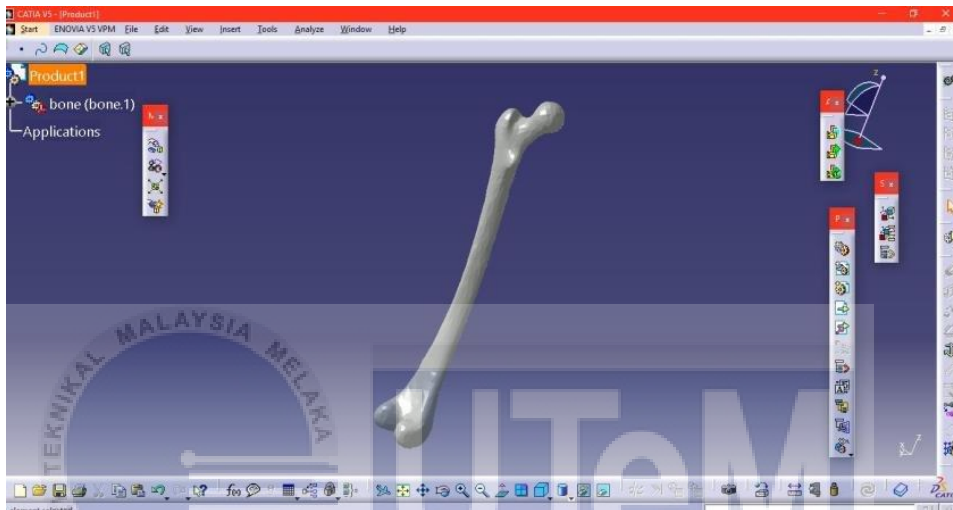 CATIA V5 - [Product1]
Start ENOVIA V5 VPM File Edit View Insert Tools Analyze Window Help
Product1
bone (bone.1)
Applications
TEKNIKAL MALAYSIA MELAKA
UTeM